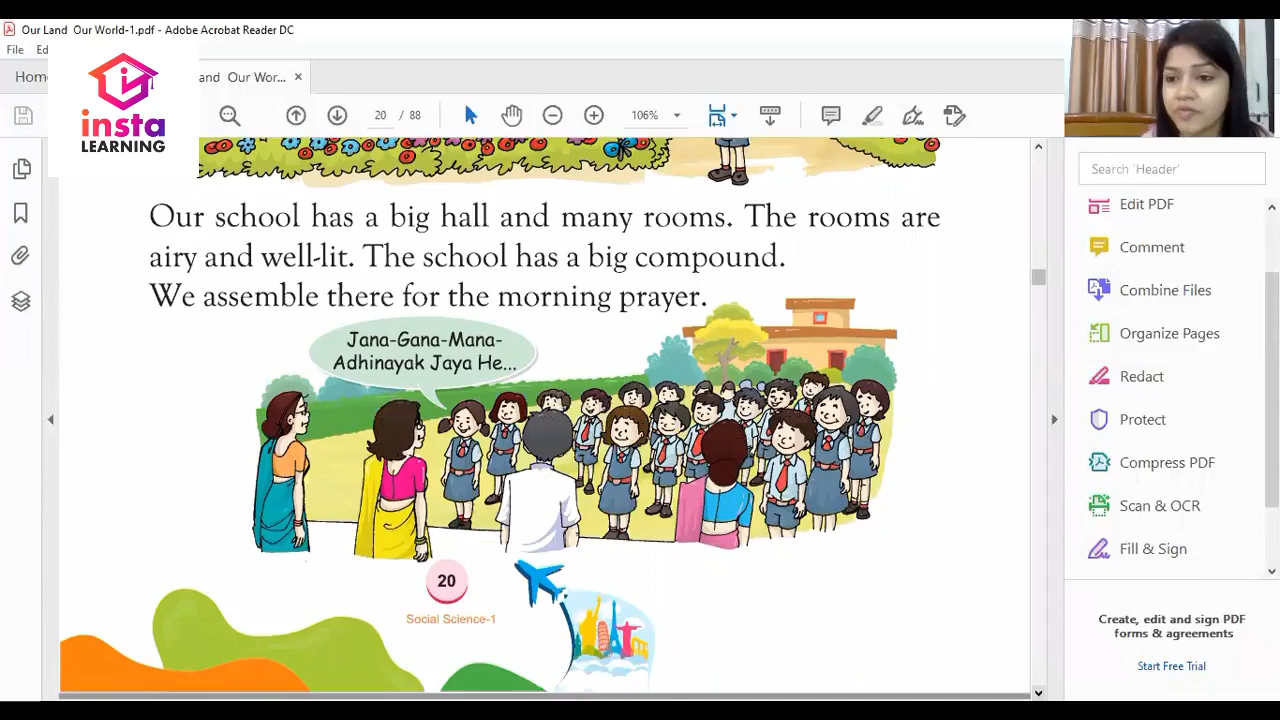 Our Land Our World-1.pdf - Adobe Acrobat Reader DC
File Ed
Hom
and Our Wor... ×
insta
LEARNING
20 / 88
106%
Search 'Header'
Edit PDF
Comment
Combine Files
Organize Pages
Redact
Protect
Compress PDF
Scan & OCR
Fill & Sign
Create, edit and sign PDF
forms & agreements
Start Free Trial
Our school has a big hall and many rooms. The rooms are
airy and well-lit. The school has a big compound.
We assemble there for the morning prayer.
Jana-Gana-Mana-
Adhinayak Jaya He...
20
Social Science-1